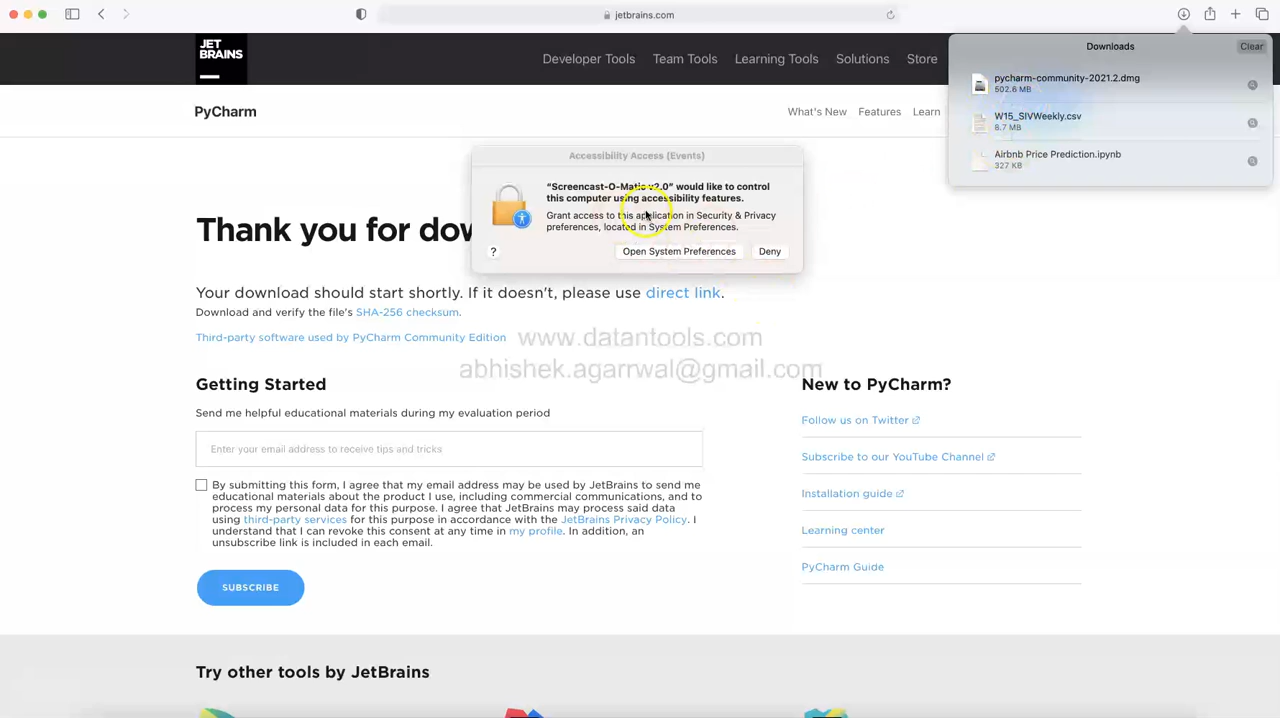 jetbrains.com
JET
BRAINS
Developer Tools
Team Tools
Learning Tools
Solutions
Store
Downloads
Clear
pycharm-community-2021.2.dmg
502.6 MB
W15_SIVWeekly.csv
8.7 MB
Airbnb Price Prediction.ipynb
327 KB
PyCharm
What's New
Features
Learn
Accessibility Access (Events)
"Screencast-O-Matic v2.0" would like to control
this computer using accessibility features.
Grant access to this application in Security & Privacy
preferences, located in System Preferences.
?
Open System Preferences
Deny
Thank you for dow
Your download should start shortly. If it doesn't, please use direct link.
Download and verify the file's SHA-256 checksum.
Third-party software used by PyCharm Community Edition
www.datantools.com
abhishek.agarrwal@gmail.com
Getting Started
Send me helpful educational materials during my evaluation period
Enter your email address to receive tips and tricks
By submitting this form, I agree that my email address may be used by JetBrains to send me
educational materials about the product I use, including commercial communications, and to
process my personal data for this purpose. I agree that JetBrains may process said data
using third-party services for this purpose in accordance with the JetBrains Privacy Policy. I
understand that I can revoke this consent at any time in my profile. In addition, an
unsubscribe link is included in each email.
SUBSCRIBE
New to PyCharm?
Follow us on Twitter
Subscribe to our YouTube Channel
Installation guide
Learning center
PyCharm Guide
Try other tools by JetBrains